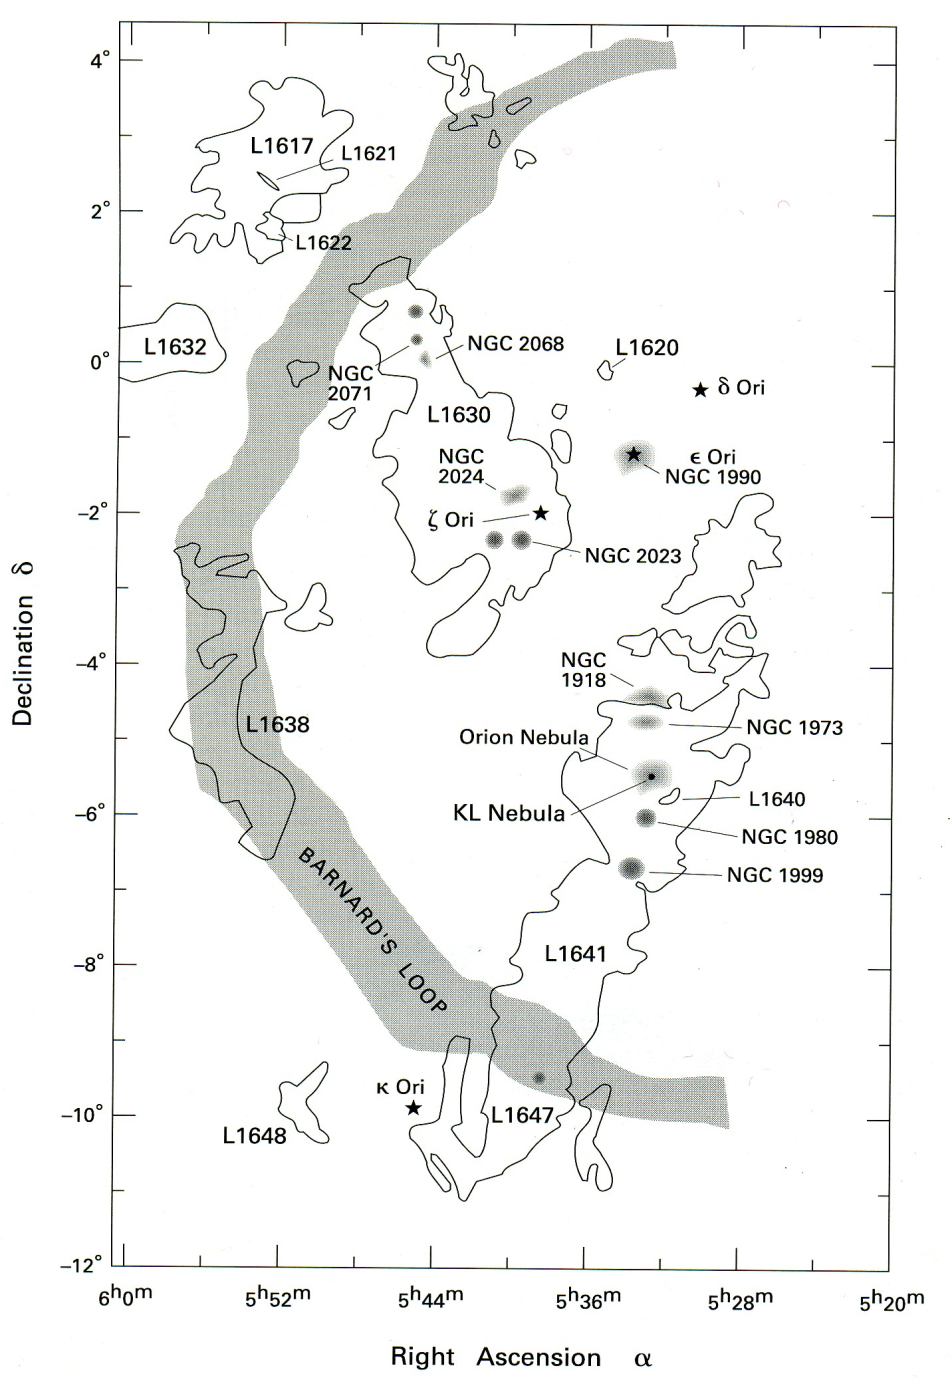 4°
2°
0°
−2°
−4°
−6°
−8°
−10°
−12°
Declination δ
L1617
L1621
L1622
L1632
NGC 2068
NGC
2071
L1620
δ Ori
L1630
NGC
2024
ϵ Ori
NGC 1990
ζ Ori
NGC 2023
NGC
1918
NGC 1973
L1638
Orion Nebula
L1640
KL Nebula
NGC 1980
NGC 1999
BARNARD'S LOOP
L1641
κ Ori
L1647
L1648
6ʰ0ᵐ
5ʰ52ᵐ
5ʰ44ᵐ
5ʰ36ᵐ
5ʰ28ᵐ
5ʰ20ᵐ
Right Ascension α